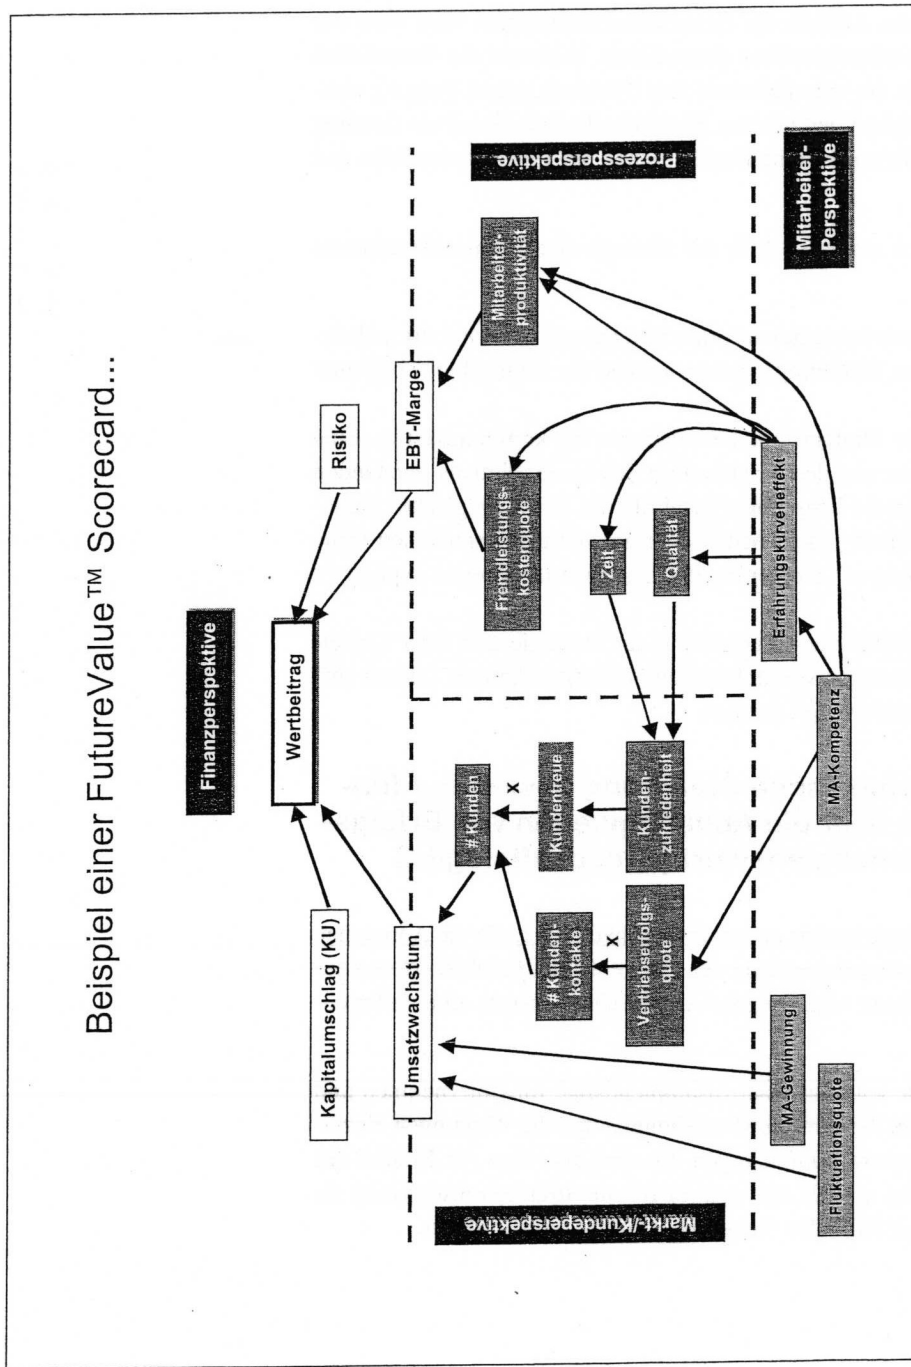 Beispiel einer FutureValue™ Scorecard...
Finanzperspektive
Wertbeitrag
Kapitalumschlag (KU)
Risiko
Umsatzwachstum
EBT-Marge
Markt-/Kundeperspektive
# Kunden
x
Kundentreue
# Kunden-
kontakte
x
Vertriebserfolgs-
quote
Kunden-
zufriedenheit
Prozessperspektive
Fremdleistungs-
kostenquote
Mitarbeiter-
produktivität
Zeit
Qualität
MA-Gewinnung
Fluktuationsquote
MA-Kompetenz
Erfahrungskurveneffekt
Mitarbeiter-
Perspektive